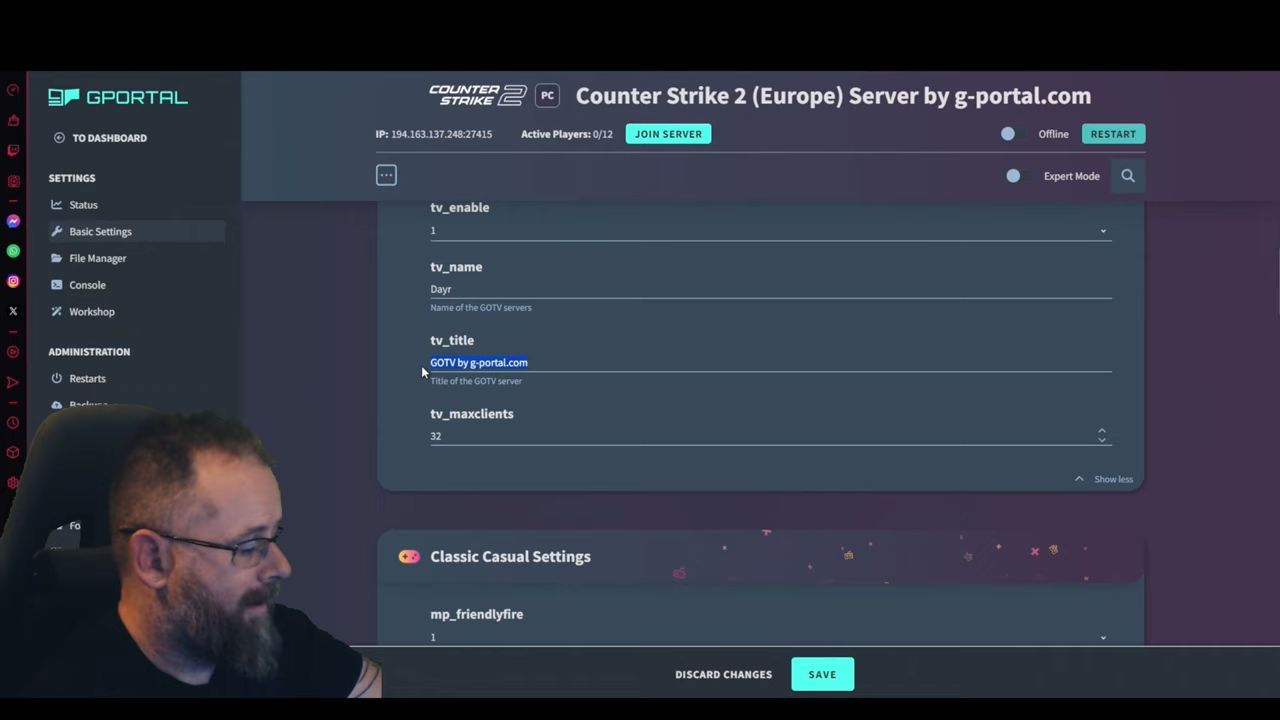 GPORTAL
COUNTER STRIKE 2
PC
Counter Strike 2 (Europe) Server by g-portal.com
TO DASHBOARD
IP: 194.163.137.248:27415
Active Players: 0/12
JOIN SERVER
Offline
RESTART
SETTINGS
Expert Mode
Status
Basic Settings
File Manager
Console
Workshop
ADMINISTRATION
Restarts
tv_enable
1
tv_name
Dayr
Name of the GOTV servers
tv_title
GOTV by g-portal.com
Title of the GOTV server
tv_maxclients
32
Show less
Classic Casual Settings
mp_friendlyfire
1
DISCARD CHANGES
SAVE